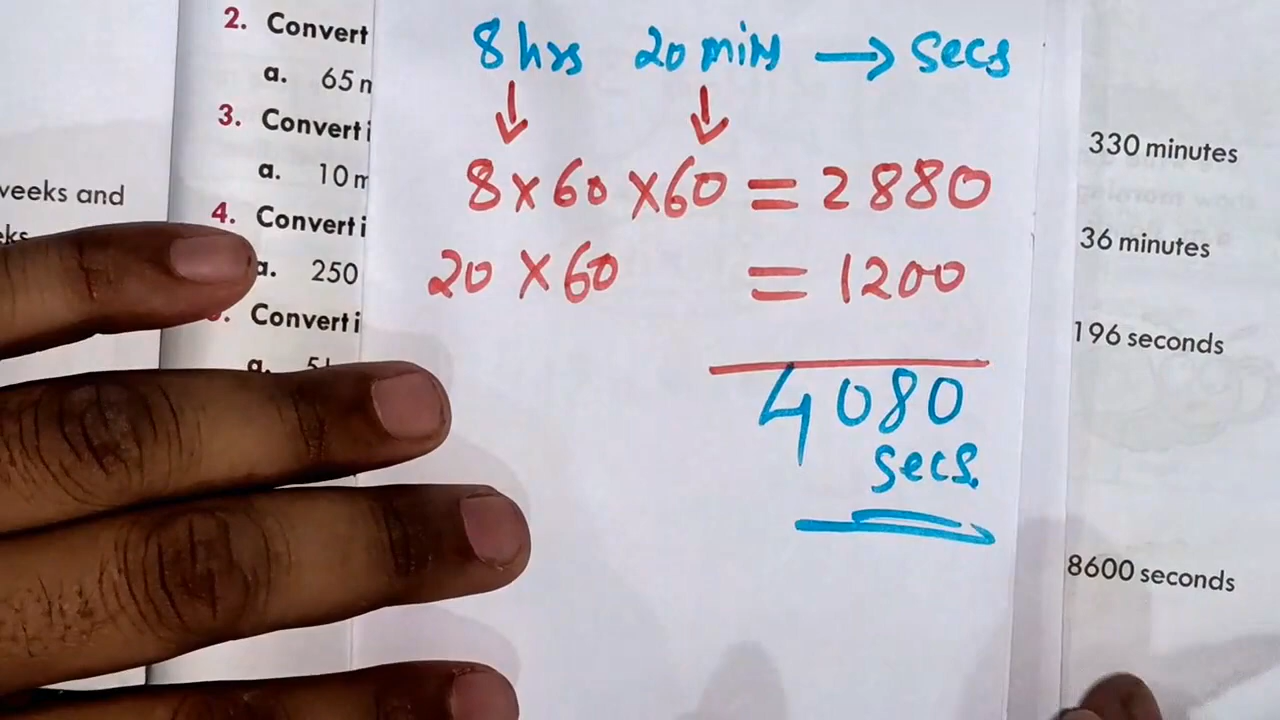 weeks and
2. Convert
a. 65 m
3. Convert i
a. 10 m
4. Convert i
a. 250
Convert i
a.
8 hrs 20 mins → secs
8 × 60 × 60 = 2880
20 × 60 = 1200
4080
secs.
330 minutes
36 minutes
196 seconds
8600 seconds